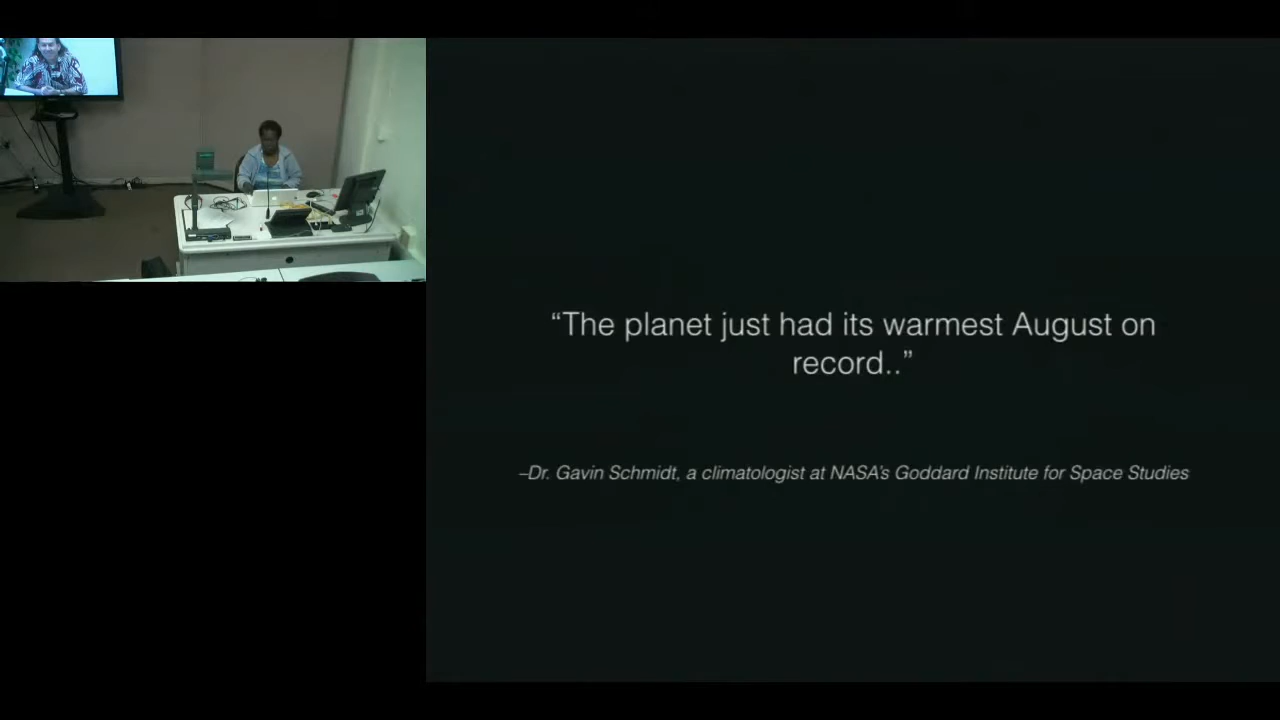 “The planet just had its warmest August on
record..”
–Dr. Gavin Schmidt, a climatologist at NASA’s Goddard Institute for Space Studies